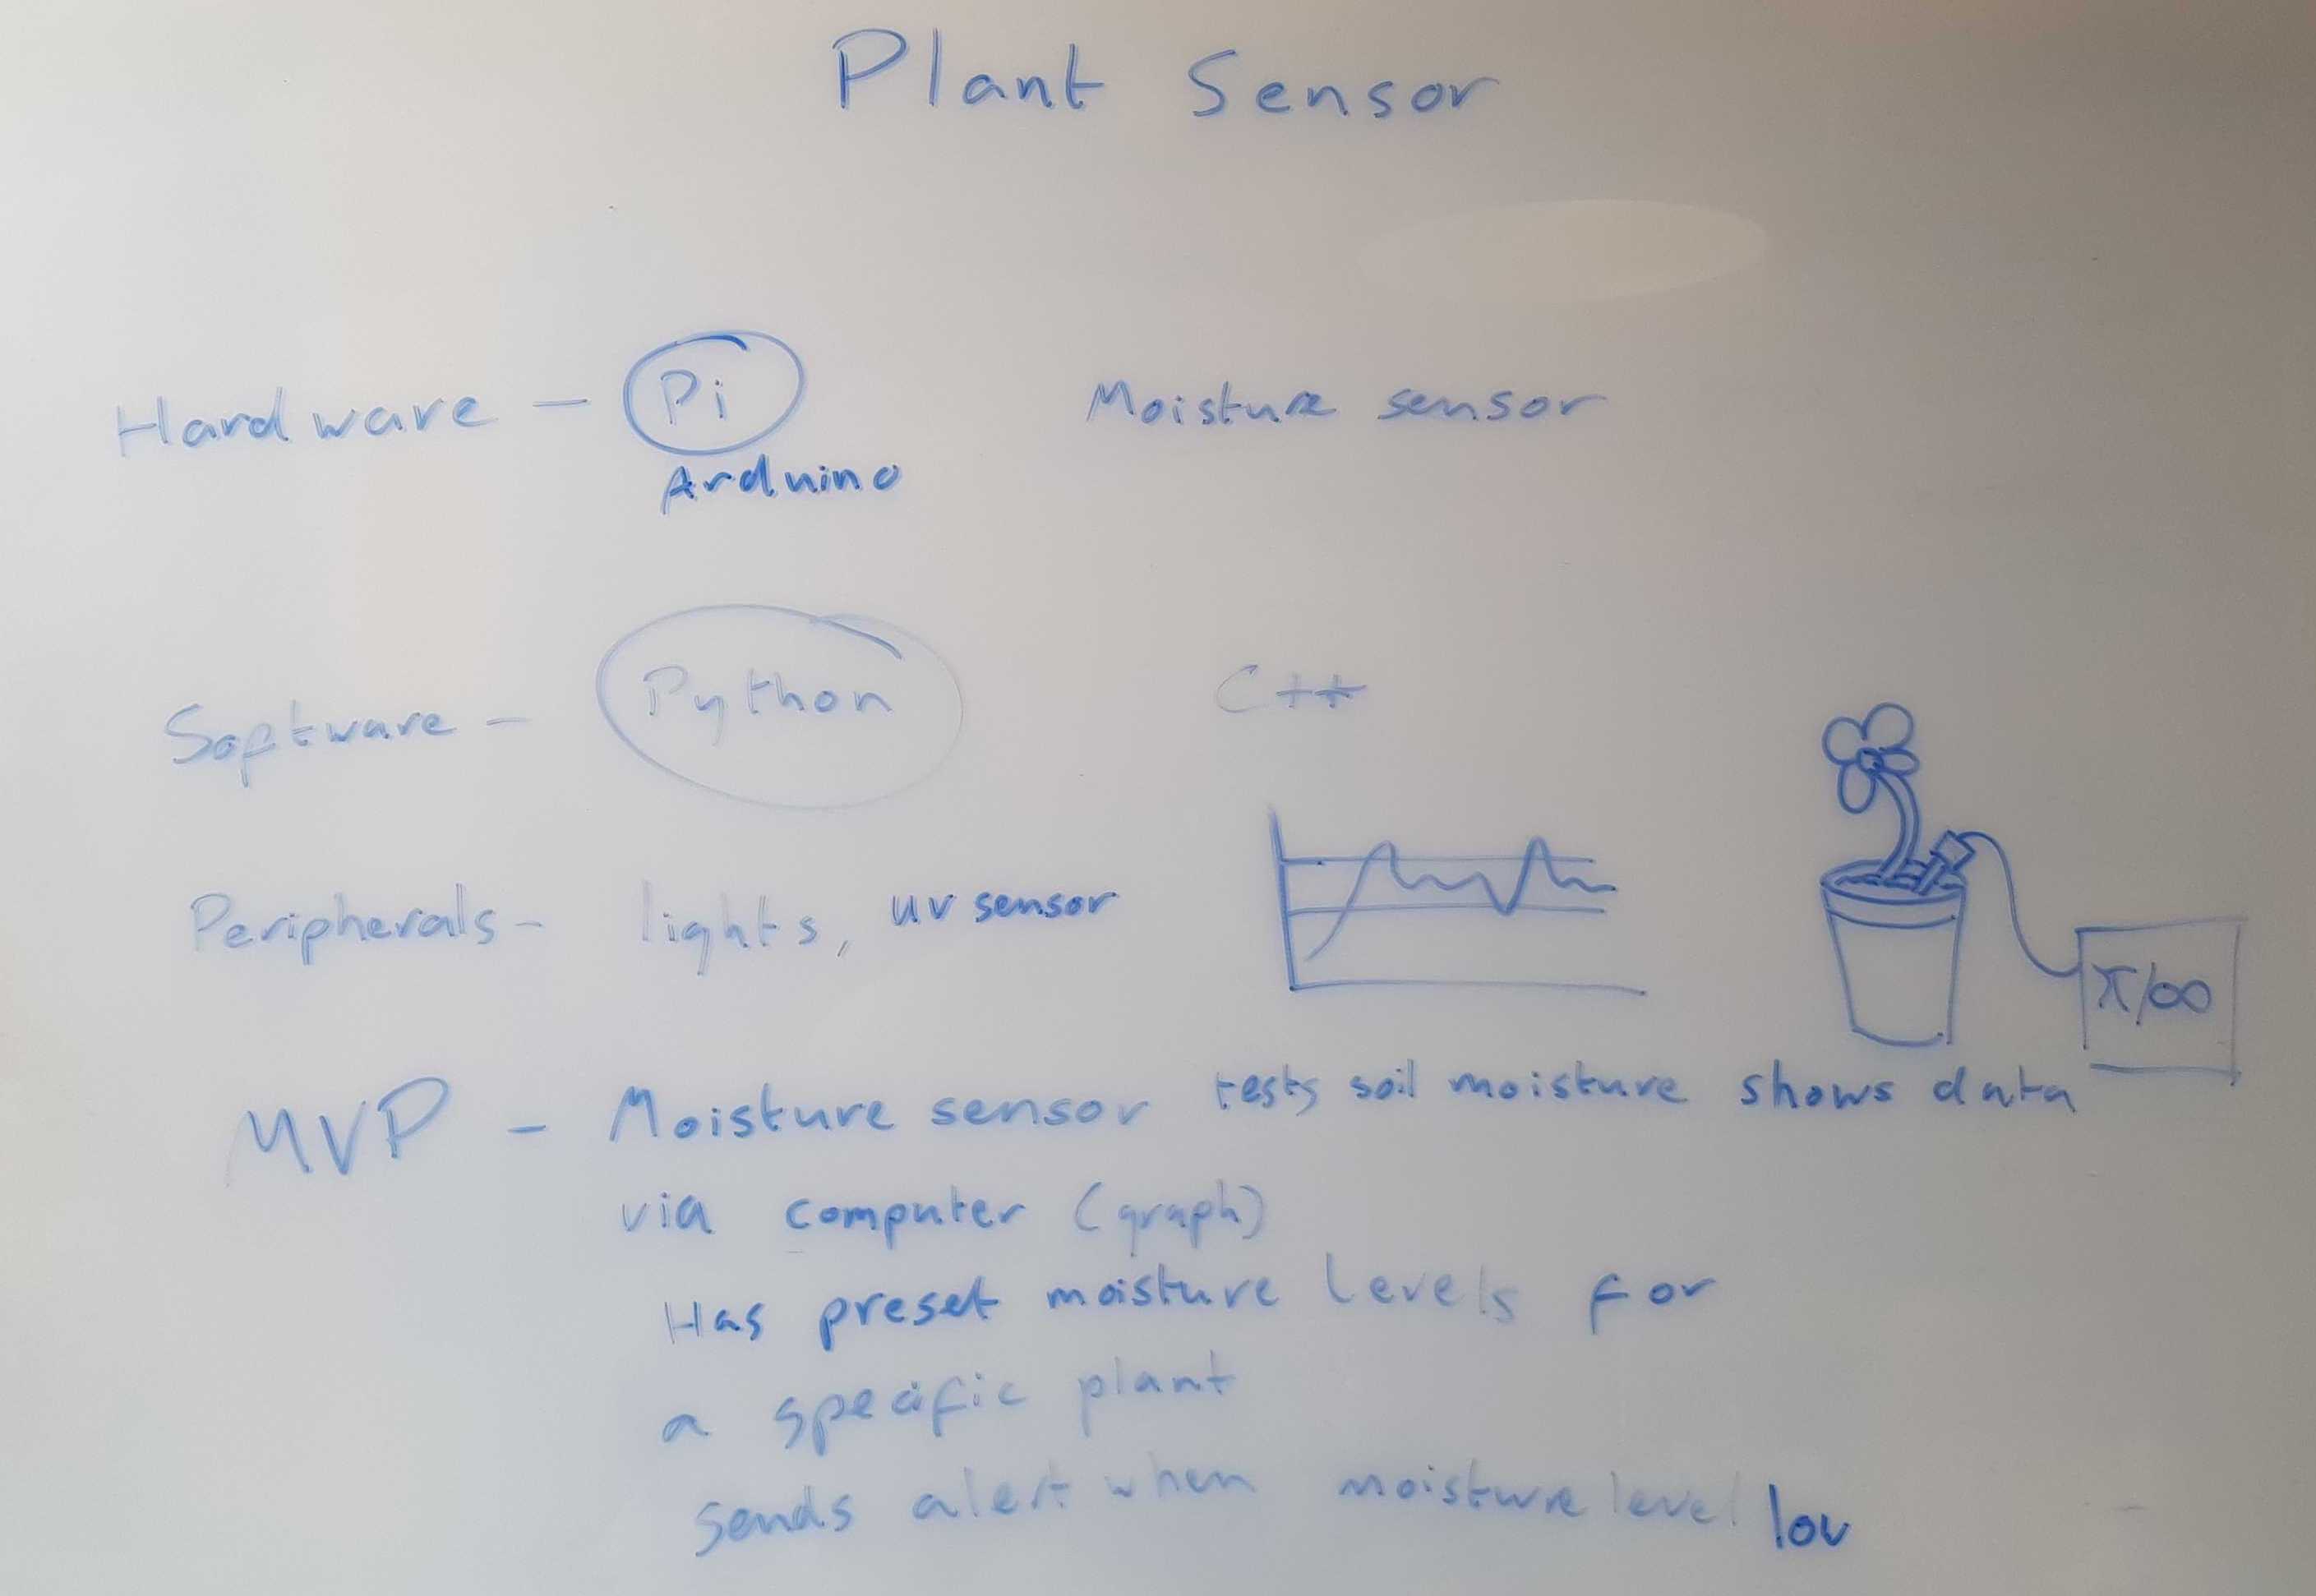 Plant Sensor
Hardware - Pi Moisture sensor
Arduino
Software - Python C++
Peripherals - lights, uv sensor
π/∞
MVP - Moisture sensor tests soil moisture shows data
via computer (graph)
Has preset moisture levels for
a specific plant
sends alert when moisture level low